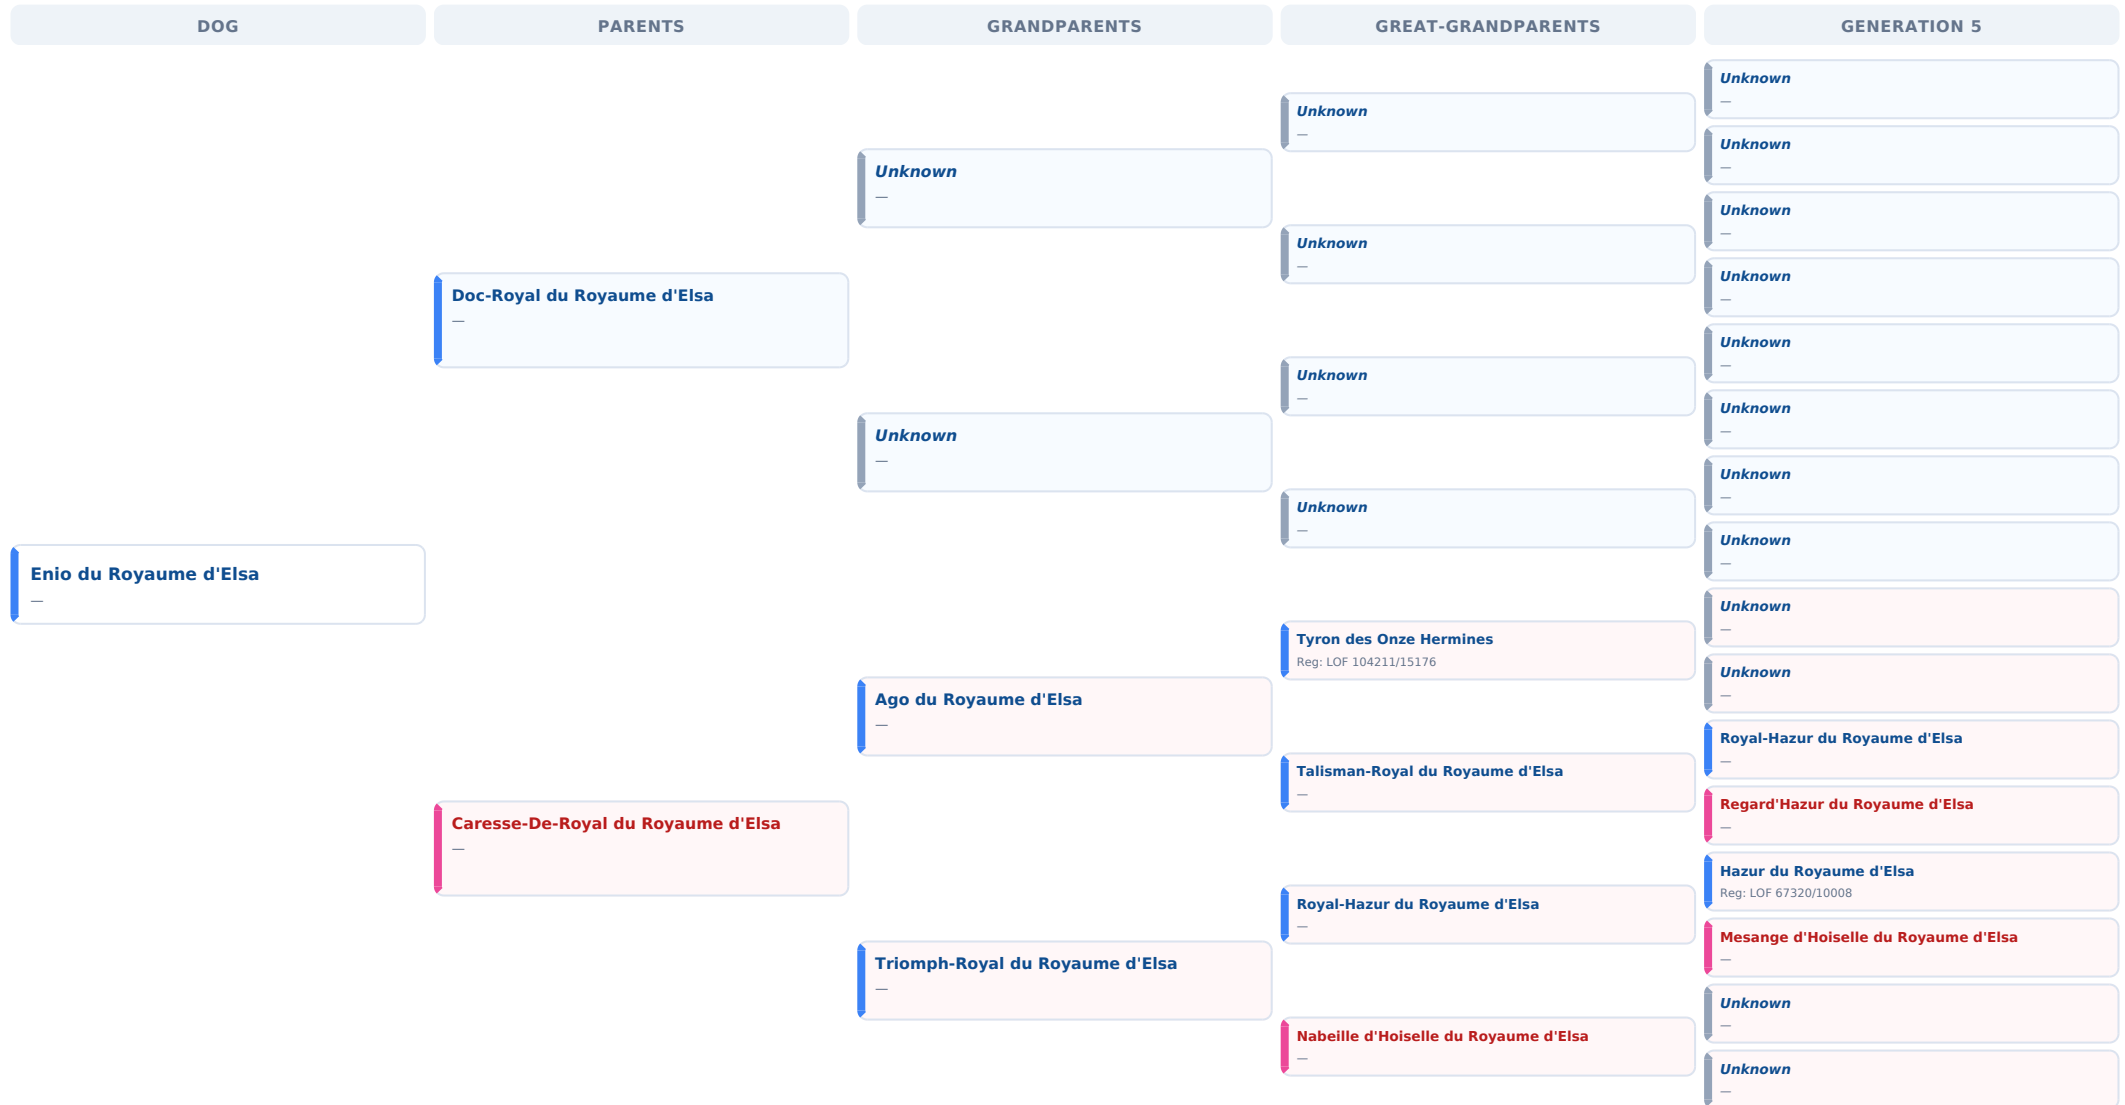 DOG
PARENTS
GRANDPARENTS
GREAT-GRANDPARENTS
GENERATION 5
Enio du Royaume d'Elsa
—
Doc-Royal du Royaume d'Elsa
—
Caresse-De-Royal du Royaume d'Elsa
—
Unknown
—
Unknown
—
Ago du Royaume d'Elsa
—
Triomph-Royal du Royaume d'Elsa
—
Unknown
—
Unknown
—
Unknown
—
Unknown
—
Tyron des Onze Hermines
Reg: LOF 104211/15176
Talisman-Royal du Royaume d'Elsa
—
Royal-Hazur du Royaume d'Elsa
—
Nabeille d'Hoiselle du Royaume d'Elsa
—
Unknown
—
Unknown
—
Unknown
—
Unknown
—
Unknown
—
Unknown
—
Unknown
—
Unknown
—
Unknown
—
Unknown
—
Royal-Hazur du Royaume d'Elsa
—
Regard'Hazur du Royaume d'Elsa
—
Hazur du Royaume d'Elsa
Reg: LOF 67320/10008
Mesange d'Hoiselle du Royaume d'Elsa
—
Unknown
—
Unknown
—